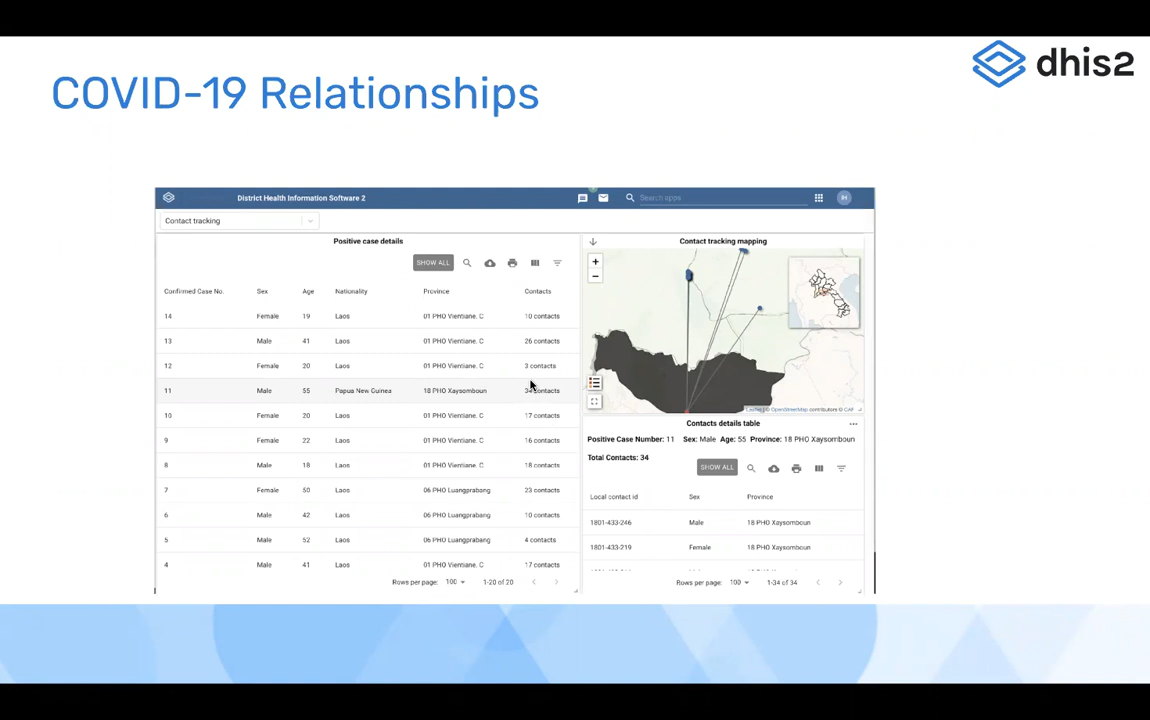 COVID-19 Relationships
dhis2
District Health Information Software 2
Search apps
Contact tracking
Positive case details
SHOW ALL
Confirmed Case No. Sex Age Nationality Province Contacts
14 Female 19 Laos 01 PHO Vientiane. C 10 contacts
13 Male 41 Laos 01 PHO Vientiane. C 26 contacts
12 Female 20 Laos 01 PHO Vientiane. C 3 contacts
11 Male 55 Papua New Guinea 18 PHO Xaysomboun 34 contacts
10 Female 20 Laos 01 PHO Vientiane. C 17 contacts
9 Female 22 Laos 01 PHO Vientiane. C 16 contacts
8 Male 18 Laos 01 PHO Vientiane. C 18 contacts
7 Female 50 Laos 06 PHO Luangprabang 23 contacts
6 Male 42 Laos 06 PHO Luangprabang 10 contacts
5 Male 52 Laos 06 PHO Luangprabang 4 contacts
4 Male 41 Laos 01 PHO Vientiane. C 17 contacts
Rows per page: 100 1-20 of 20
Contact tracking mapping
+
−
Leaflet | © OpenStreetMap contributors © GAF
Contacts details table
Positive Case Number: 11 Sex: Male Age: 55 Province: 18 PHO Xaysomboun
Total Contacts: 34
SHOW ALL
Local contact id Sex Province
1801-433-246 Male 18 PHO Xaysomboun
1801-433-219 Female 18 PHO Xaysomboun
Rows per page: 100 1-34 of 34